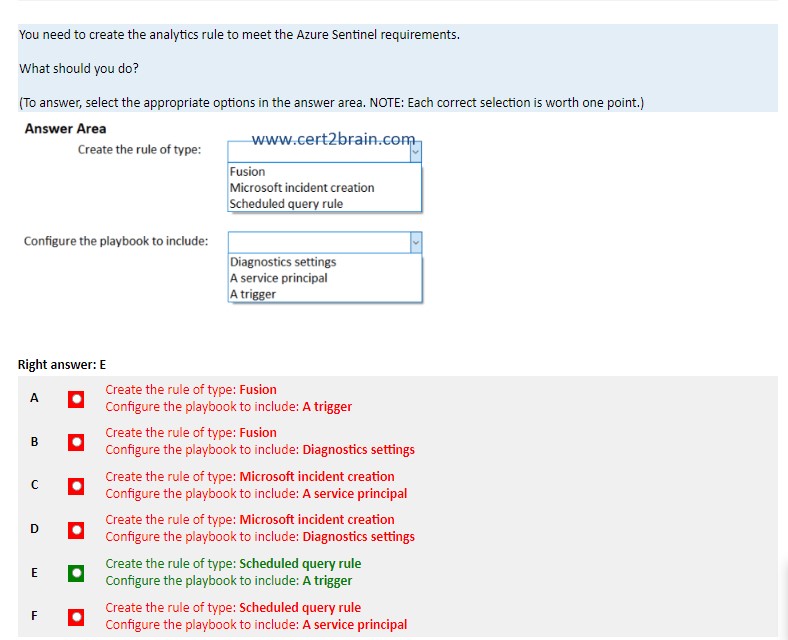 You need to create the analytics rule to meet the Azure Sentinel requirements.
What should you do?
(To answer, select the appropriate options in the answer area. NOTE: Each correct selection is worth one point.)
Answer Area
www.cert2brain.com
Create the rule of type:
Fusion
Microsoft incident creation
Scheduled query rule
Configure the playbook to include:
Diagnostics settings
A service principal
A trigger
Right answer: E
A
Create the rule of type: Fusion
Configure the playbook to include: A trigger
B
Create the rule of type: Fusion
Configure the playbook to include: Diagnostics settings
C
Create the rule of type: Microsoft incident creation
Configure the playbook to include: A service principal
D
Create the rule of type: Microsoft incident creation
Configure the playbook to include: Diagnostics settings
E
Create the rule of type: Scheduled query rule
Configure the playbook to include: A trigger
F
Create the rule of type: Scheduled query rule
Configure the playbook to include: A service principal